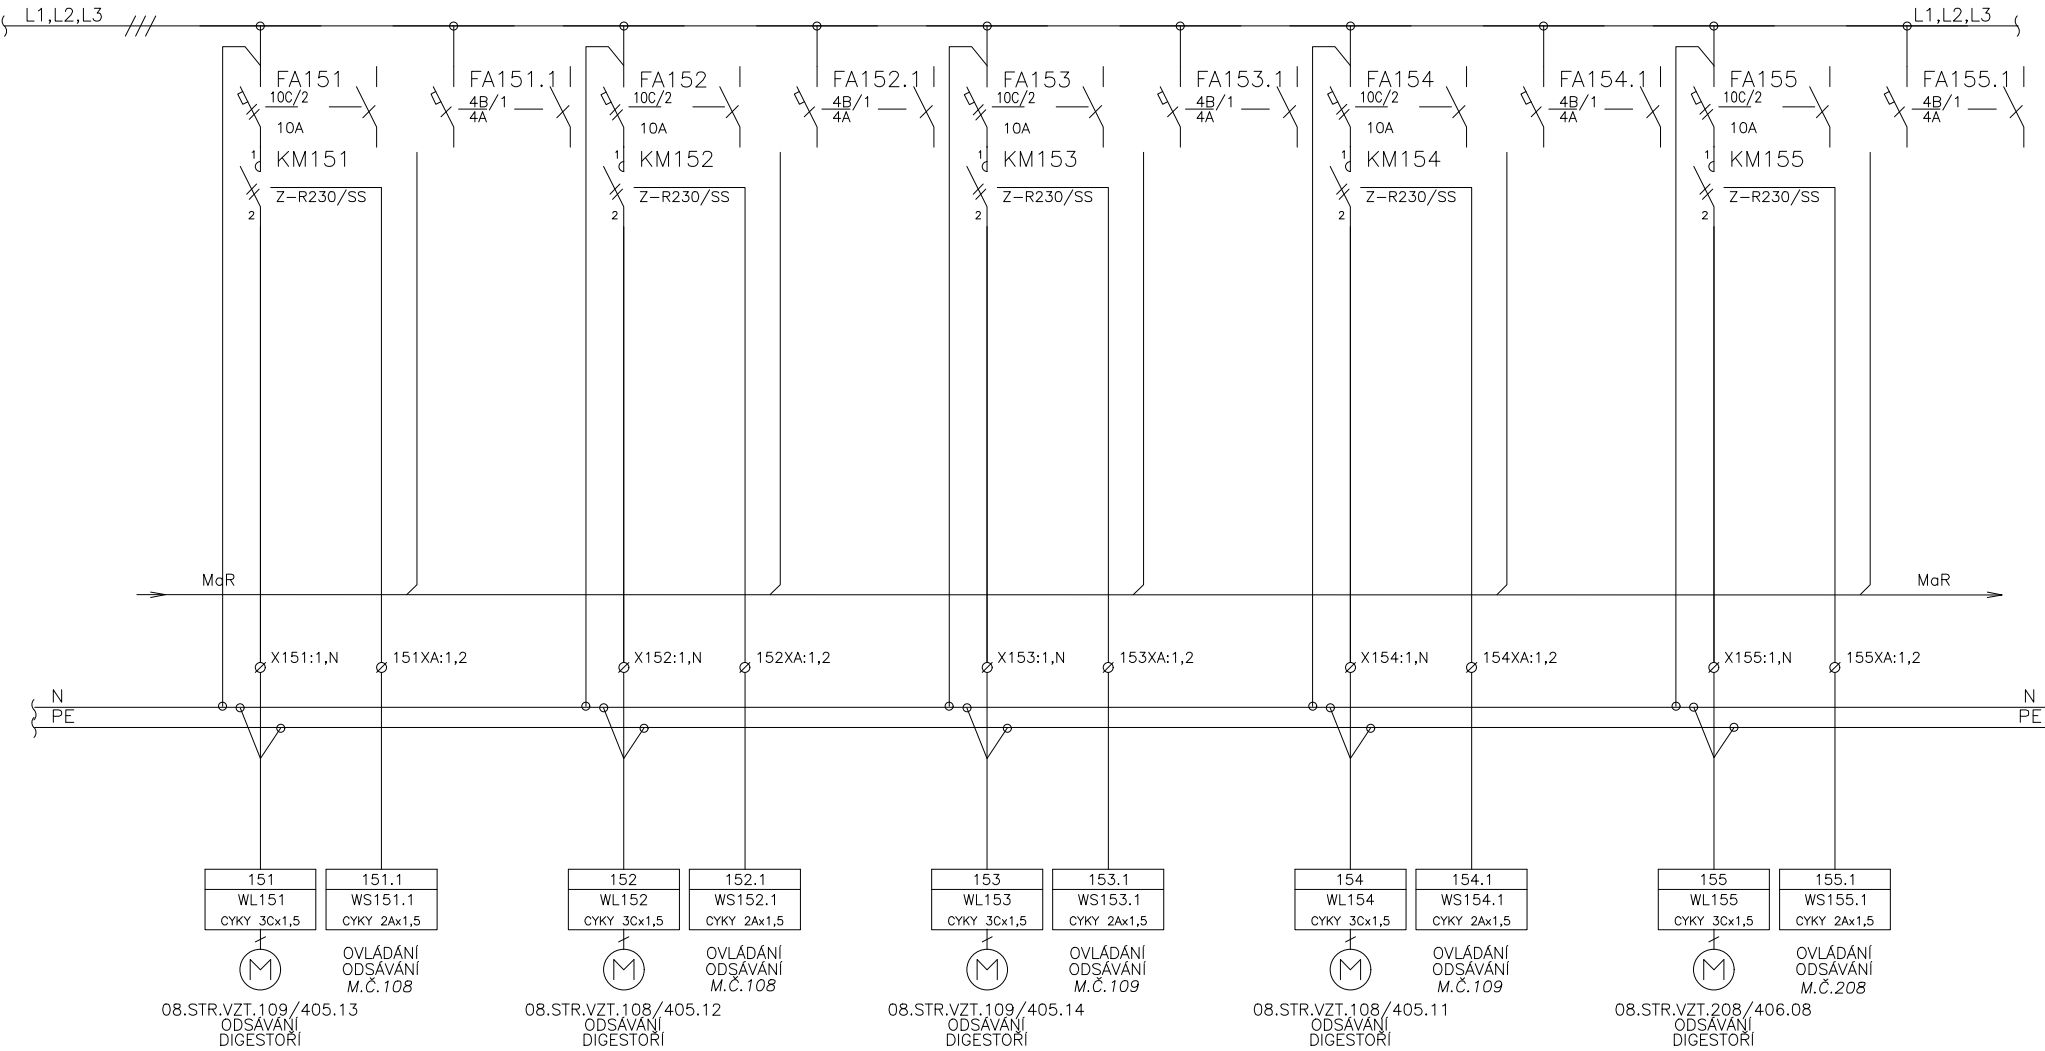 L1,L2,L3
L1,L2,L3
FA151
10C/2
10A
FA151.1
4B/1
4A
FA152
10C/2
10A
FA152.1
4B/1
4A
FA153
10C/2
10A
FA153.1
4B/1
4A
FA154
10C/2
10A
FA154.1
4B/1
4A
FA155
10C/2
10A
FA155.1
4B/1
4A
1
KM151
Z-R230/SS
2
1
KM152
Z-R230/SS
2
1
KM153
Z-R230/SS
2
1
KM154
Z-R230/SS
2
1
KM155
Z-R230/SS
2
MaR
MaR
X151:1,N
151XA:1,2
X152:1,N
152XA:1,2
X153:1,N
153XA:1,2
X154:1,N
154XA:1,2
X155:1,N
155XA:1,2
N
N
PE
PE
151
WL151
CYKY 3Cx1,5
151.1
WS151.1
CYKY 2Ax1,5
152
WL152
CYKY 3Cx1,5
152.1
WS152.1
CYKY 2Ax1,5
153
WL153
CYKY 3Cx1,5
153.1
WS153.1
CYKY 2Ax1,5
154
WL154
CYKY 3Cx1,5
154.1
WS154.1
CYKY 2Ax1,5
155
WL155
CYKY 3Cx1,5
155.1
WS155.1
CYKY 2Ax1,5
M
OVLÁDÁNÍ
ODSÁVÁNÍ
M.Č.108
M
OVLÁDÁNÍ
ODSÁVÁNÍ
M.Č.108
M
OVLÁDÁNÍ
ODSÁVÁNÍ
M.Č.109
M
OVLÁDÁNÍ
ODSÁVÁNÍ
M.Č.109
M
OVLÁDÁNÍ
ODSÁVÁNÍ
M.Č.208
08.STR.VZT.109/405.13
ODSÁVÁNÍ
DIGESTOŘÍ
08.STR.VZT.108/405.12
ODSÁVÁNÍ
DIGESTOŘÍ
08.STR.VZT.109/405.14
ODSÁVÁNÍ
DIGESTOŘÍ
08.STR.VZT.108/405.11
ODSÁVÁNÍ
DIGESTOŘÍ
08.STR.VZT.208/406.08
ODSÁVÁNÍ
DIGESTOŘÍ